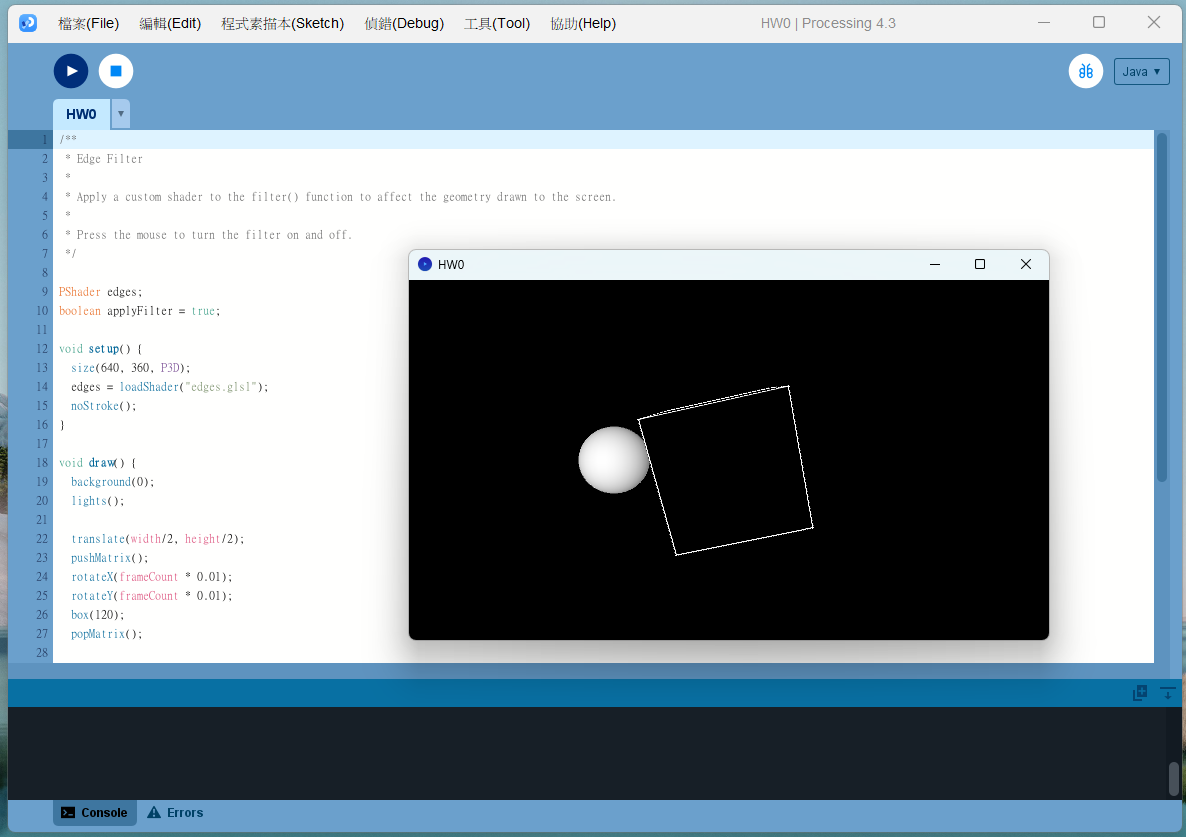 檔案(File) 編輯(Edit) 程式素描本(Sketch) 偵錯(Debug) 工具(Tool) 協助(Help) HW0 | Processing 4.3
Java ▾
HW0 ▾
1 /**
2  * Edge Filter
3  *
4  * Apply a custom shader to the filter() function to affect the geometry drawn to the screen.
5  *
6  * Press the mouse to turn the filter on and off.
7  */
8
9 PShader edges;
10 boolean applyFilter = true;
11
12 void setup() {
13   size(640, 360, P3D);
14   edges = loadShader("edges.glsl");
15   noStroke();
16 }
17
18 void draw() {
19   background(0);
20   lights();
21
22   translate(width/2, height/2);
23   pushMatrix();
24   rotateX(frameCount * 0.01);
25   rotateY(frameCount * 0.01);
26   box(120);
27   popMatrix();
28
HW0
Console Errors